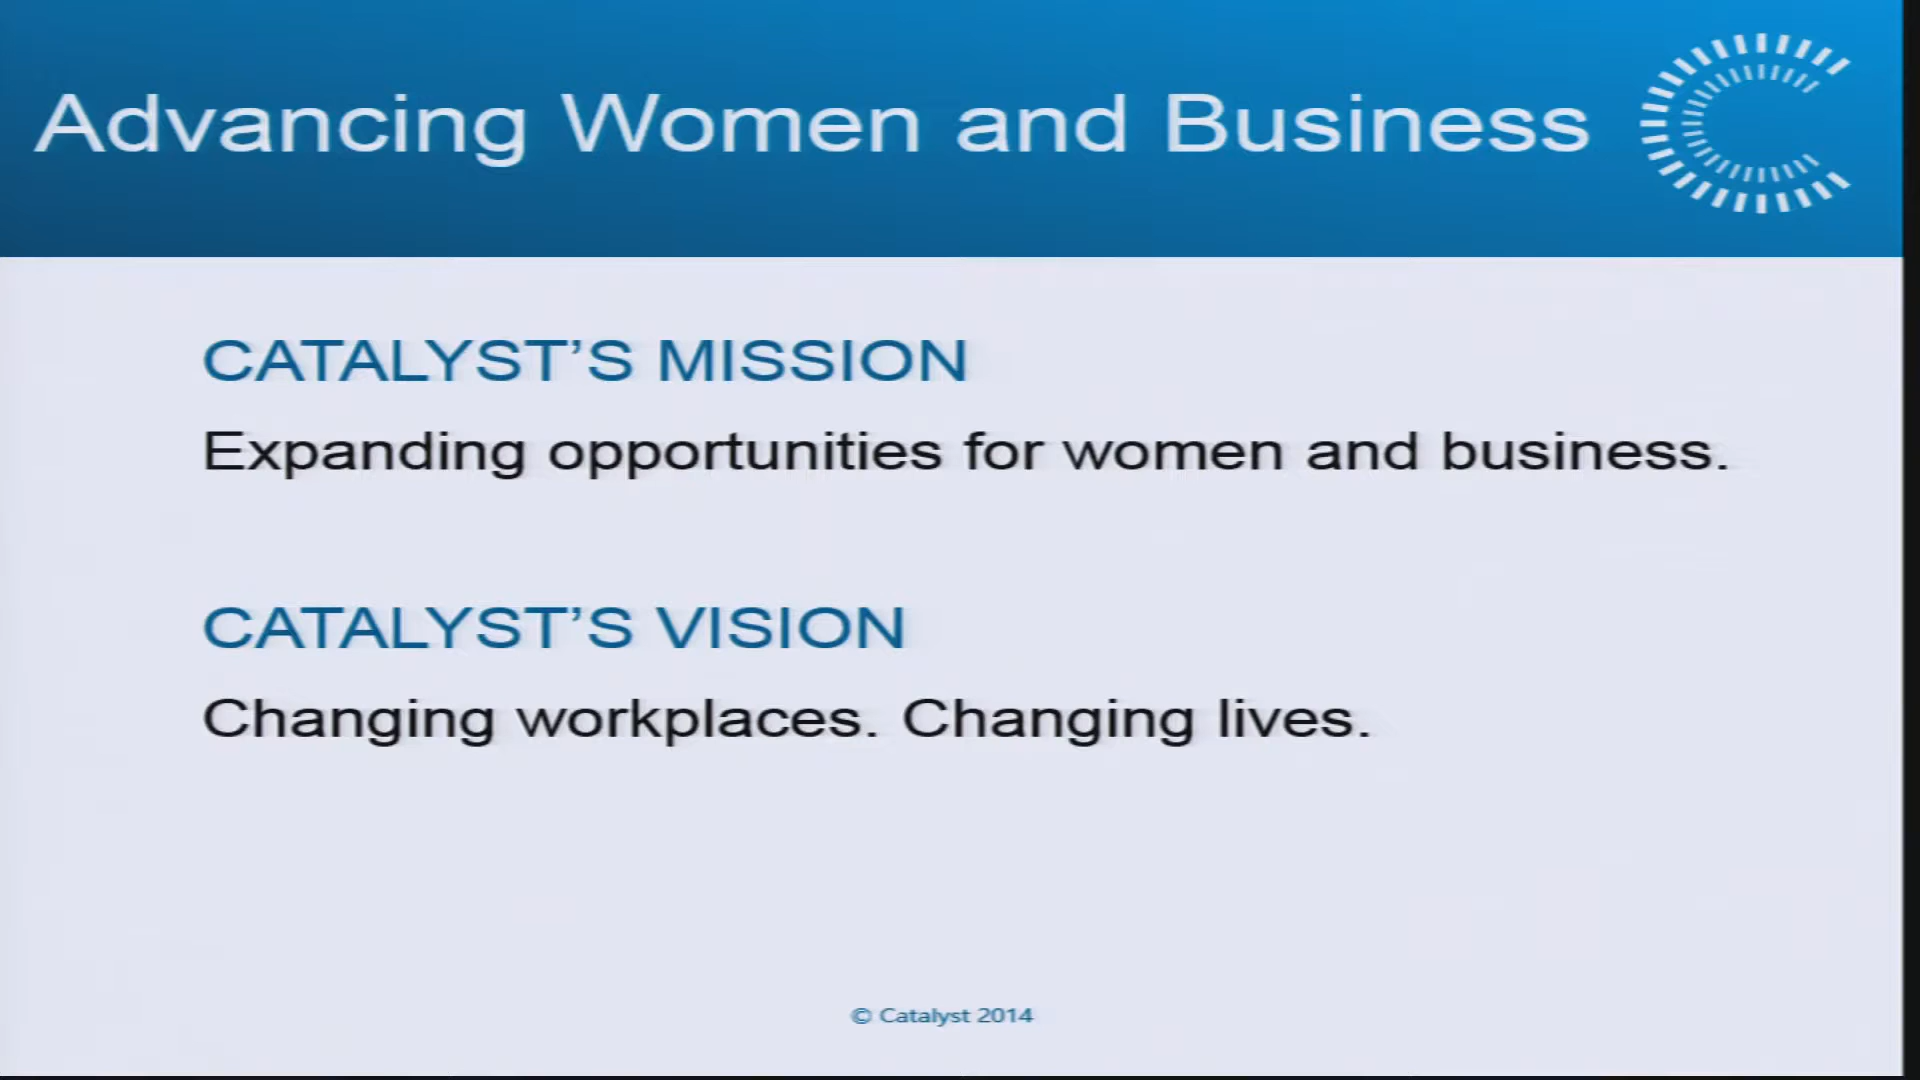 Advancing Women and Business
CATALYST’S MISSION
Expanding opportunities for women and business.
CATALYST’S VISION
Changing workplaces. Changing lives.
© Catalyst 2014